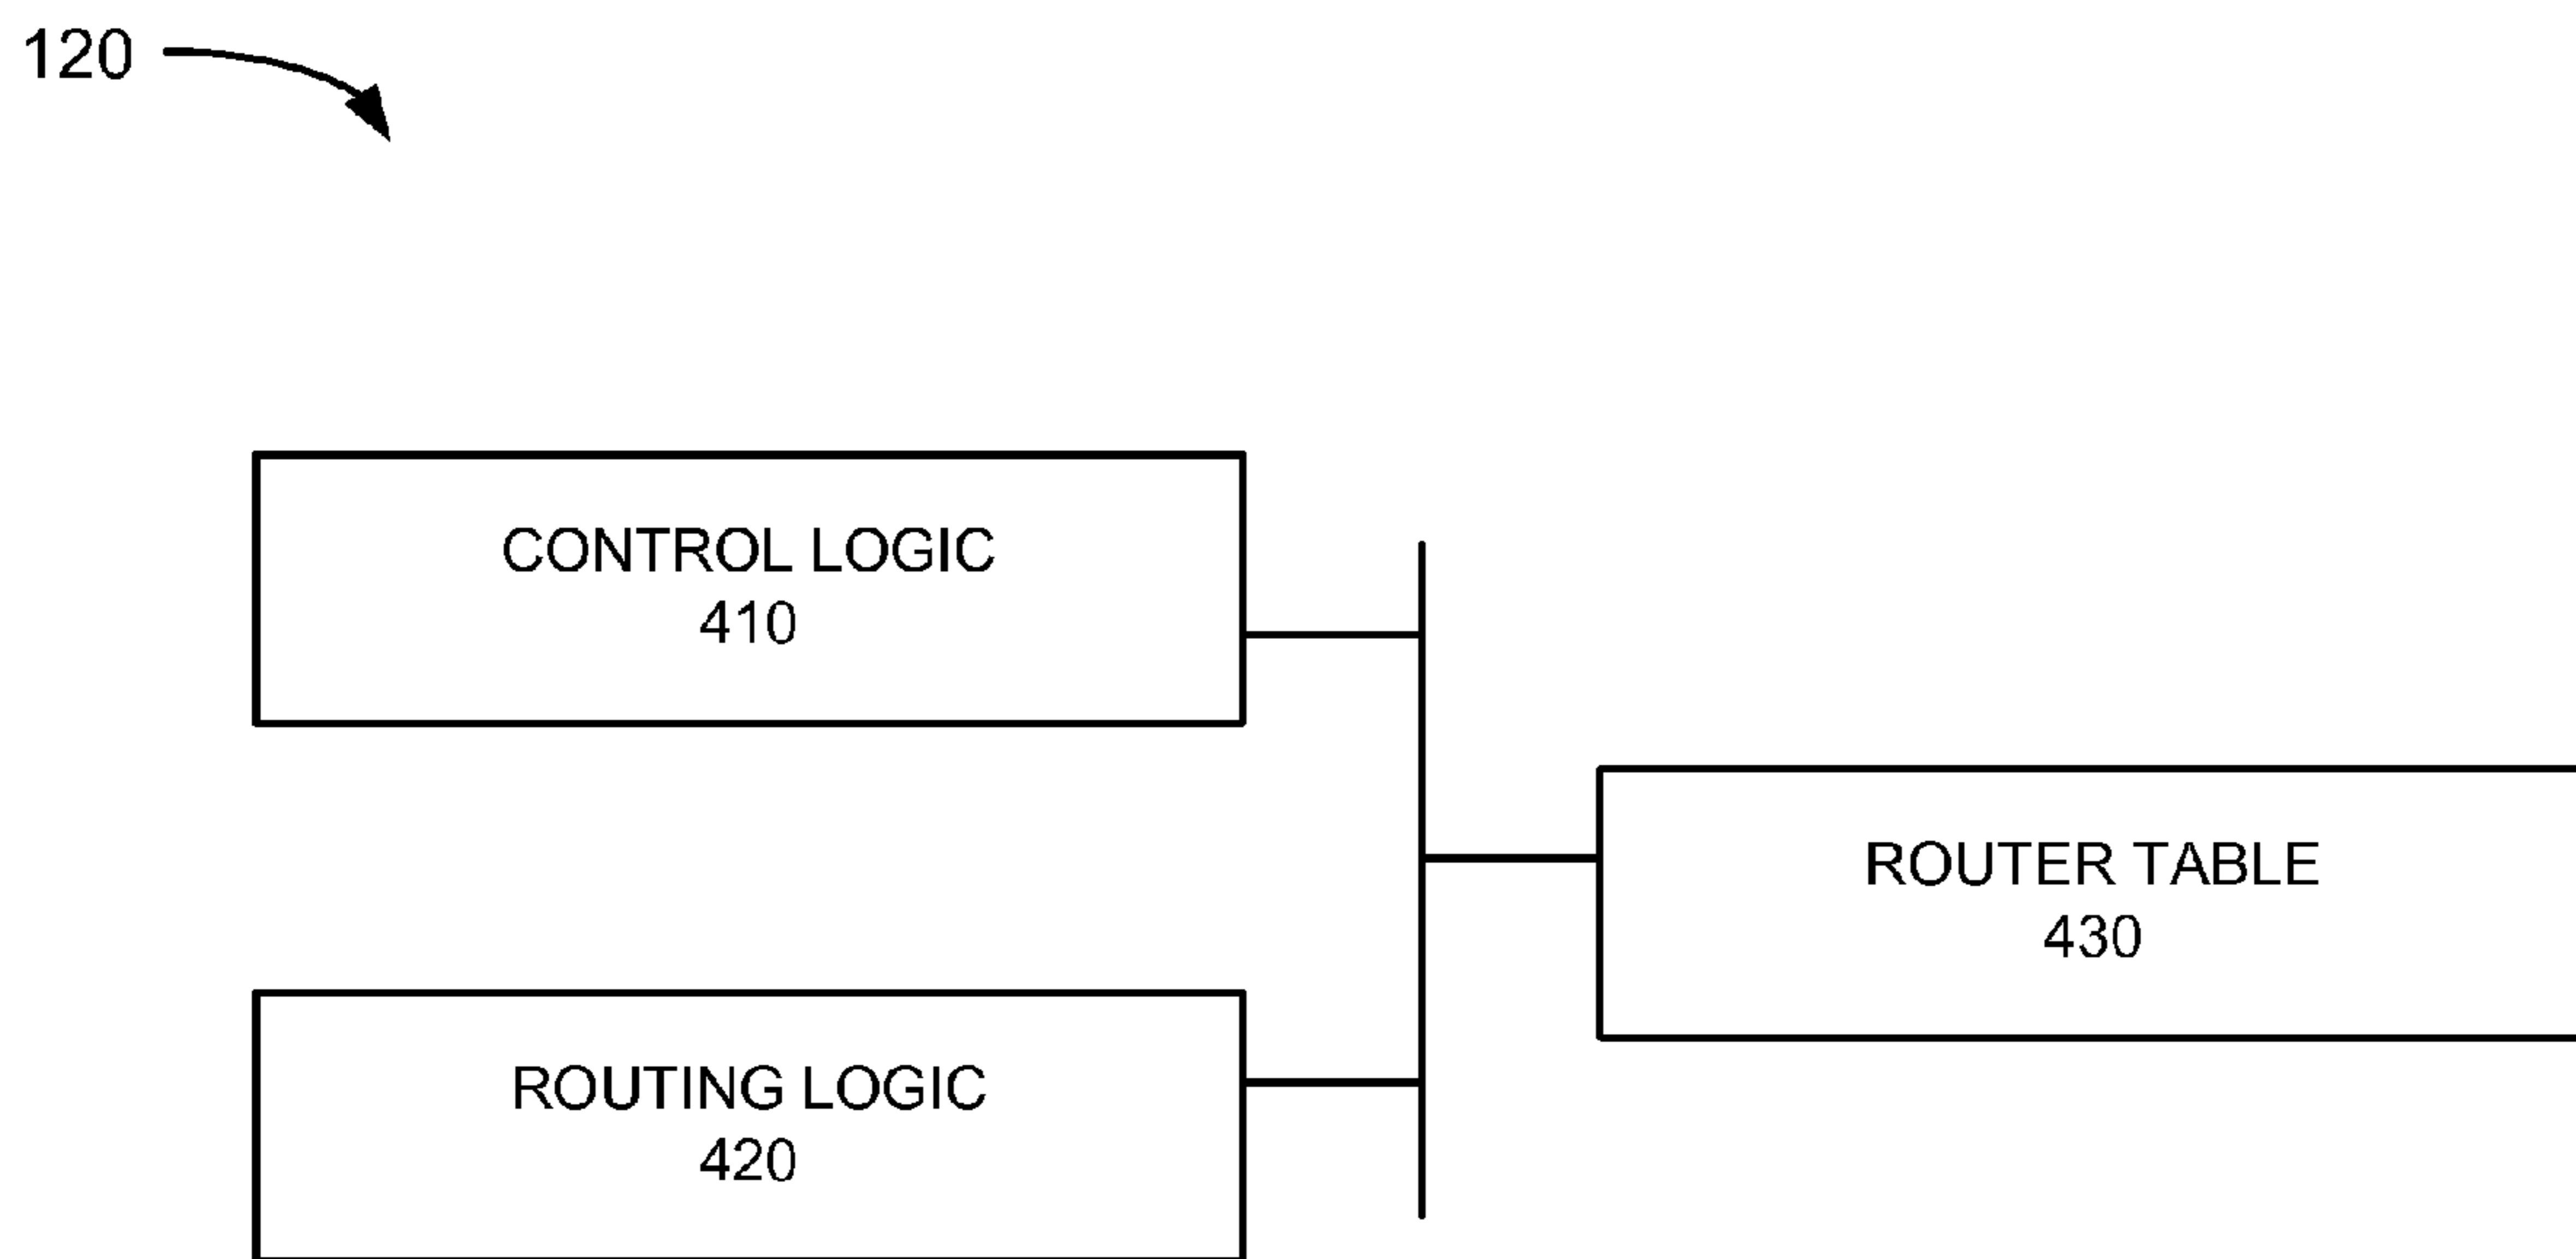 120
CONTROL LOGIC
410
ROUTER TABLE
430
ROUTING LOGIC
420